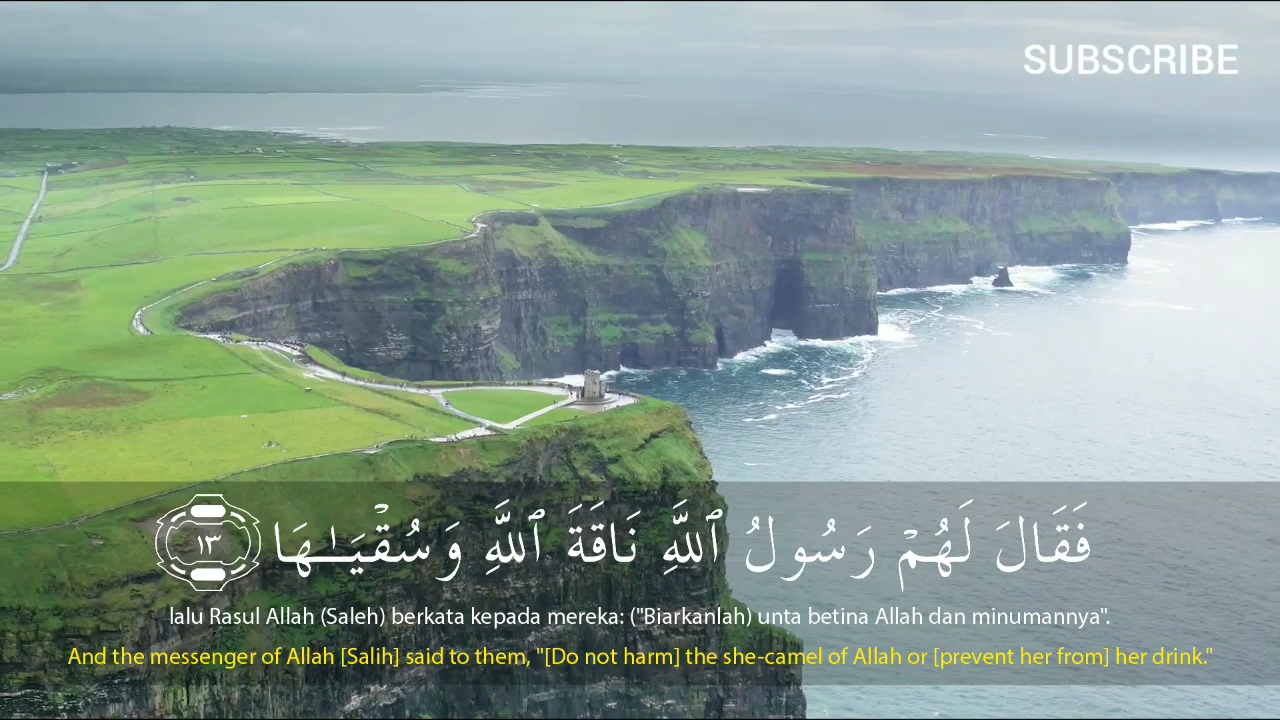 SUBSCRIBE
فَقَالَ لَهُمْ رَسُولُ ٱللَّهِ نَاقَةَ ٱللَّهِ وَسُقْيَـٰهَا ١٣
lalu Rasul Allah (Saleh) berkata kepada mereka: ("Biarkanlah) unta betina Allah dan minumannya".
And the messenger of Allah [Salih] said to them, "[Do not harm] the she-camel of Allah or [prevent her from] her drink."